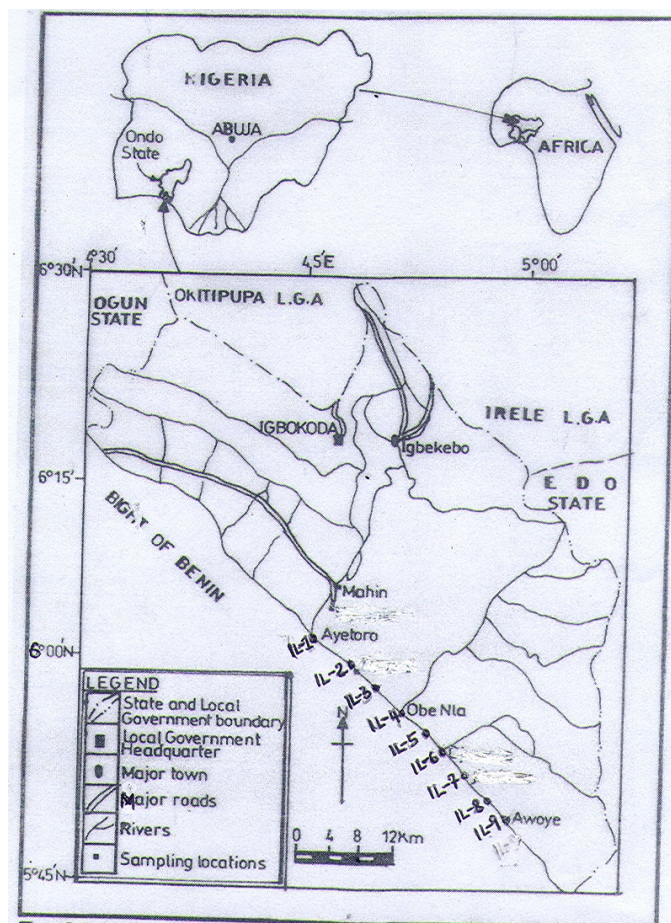 NIGERIA
ABUJA
Ondo
State
AFRICA
4°30'
45'E
5°00'
6°30'N
OGUN
STATE
OKITIPUPA L.G.A
IGBOKODA
Igbekebo
IRELE L.G.A
6°15'
E D O
STATE
BIGHT OF BENIN
Mahin
IL-1
Ayetoro
6°00'N
IL-2
IL-3
N
IL-4
Obe Nla
IL-5
IL-6
IL-7
IL-8
IL-9
Awoye
LEGEND
State and Local
Government boundary
Local Government
Headquarter
Major town
Major roads
Rivers
Sampling locations
0 4 8 12Km
5°45'N